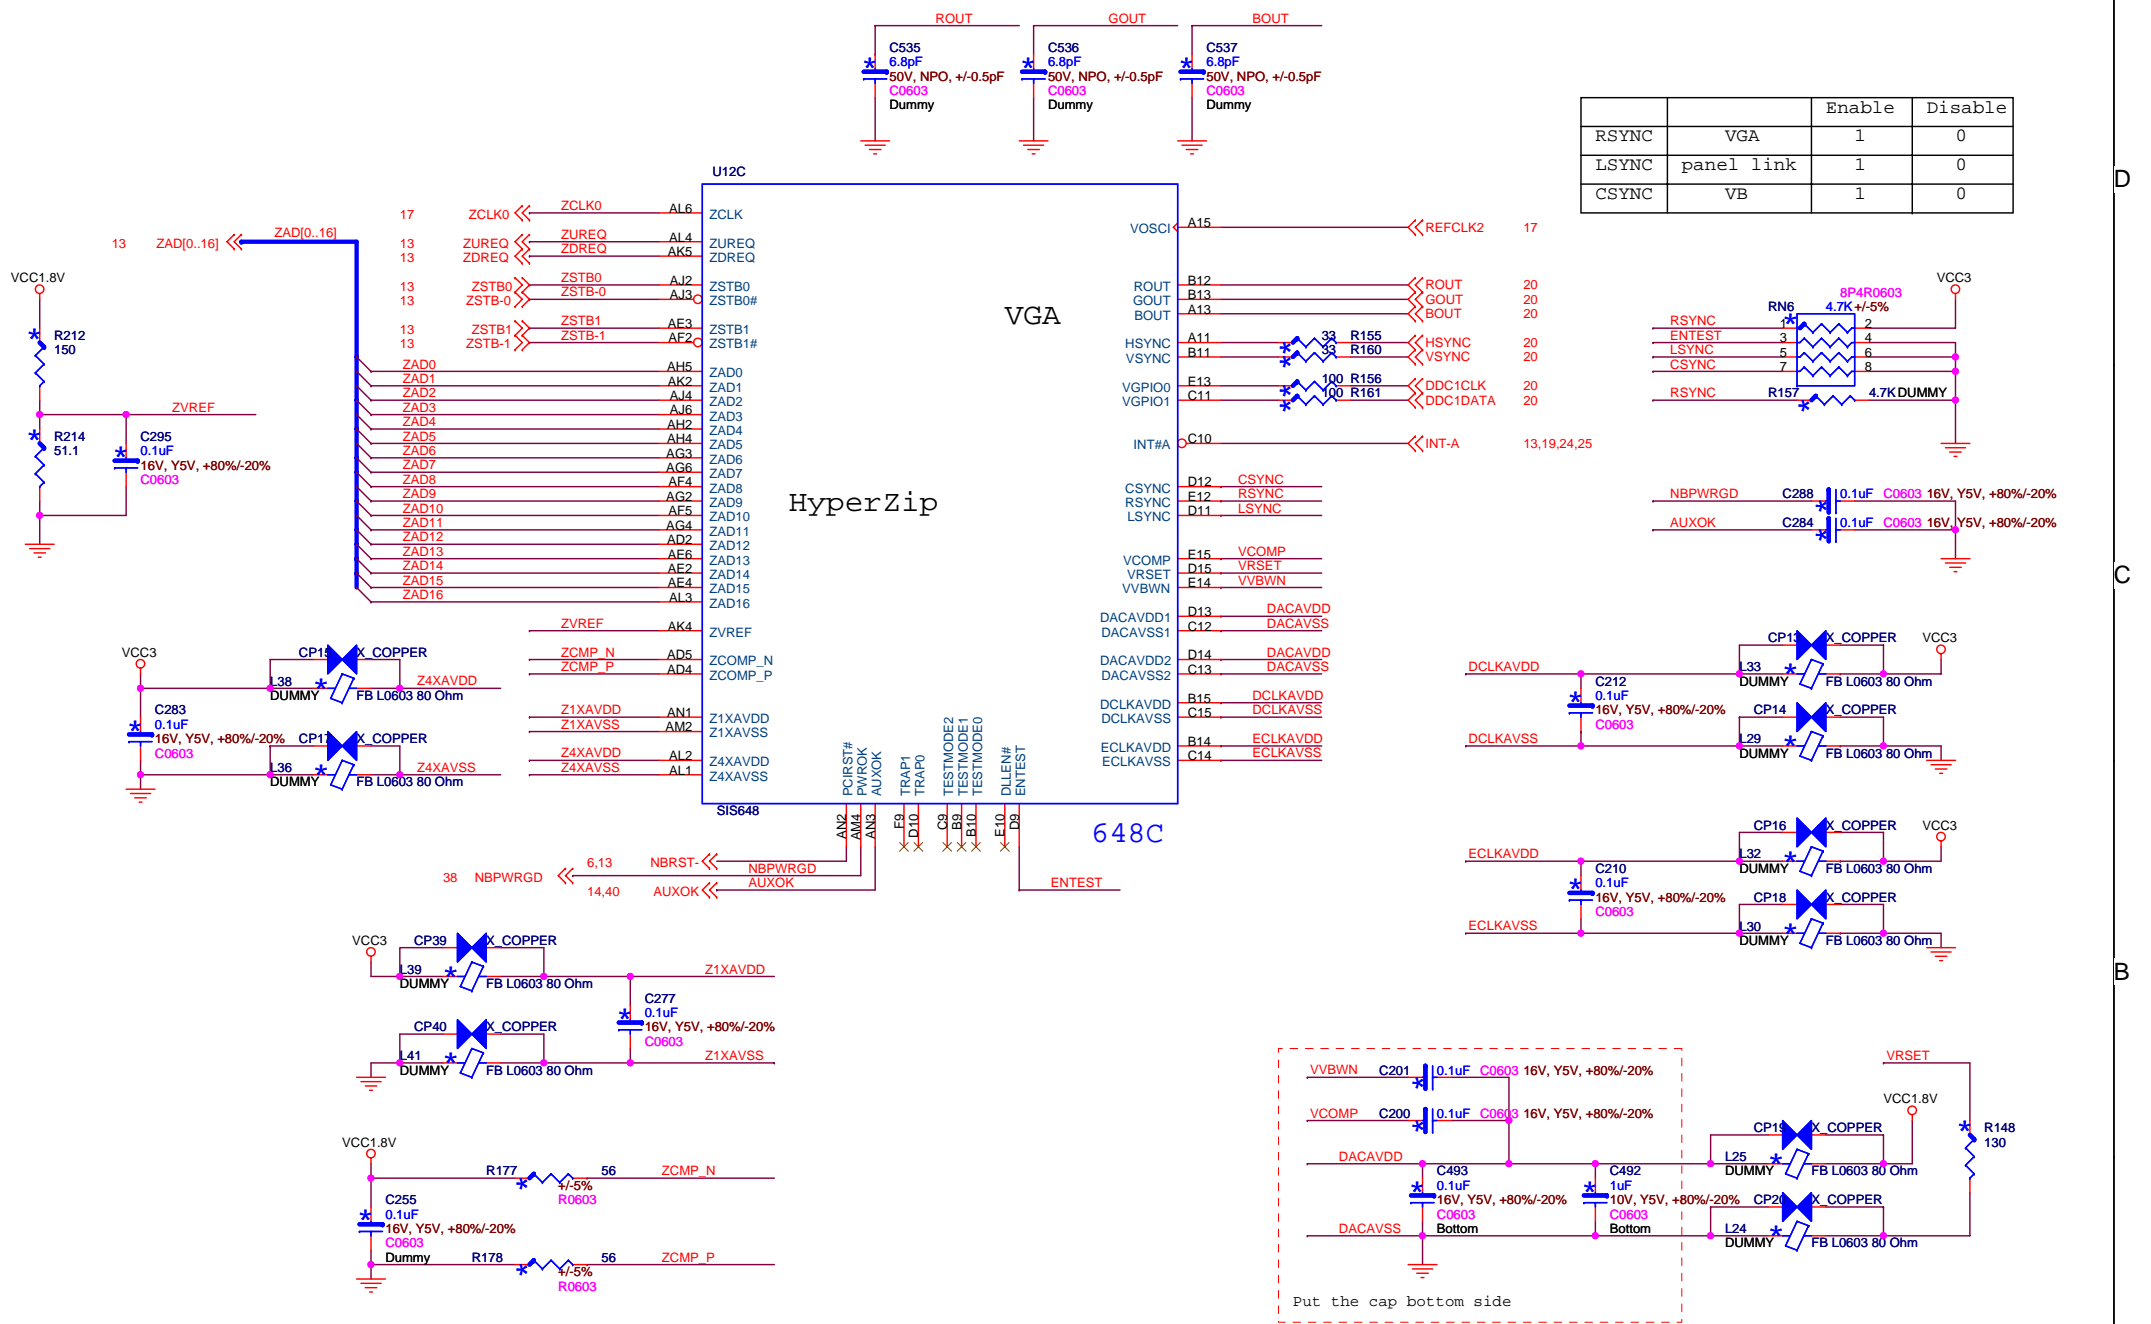 ROUT
GOUT
BOUT
C535
6.8pF
50V, NPO, +/-0.5pF
C0603
Dummy
C536
6.8pF
50V, NPO, +/-0.5pF
C0603
Dummy
C537
6.8pF
50V, NPO, +/-0.5pF
C0603
Dummy
Enable Disable
RSYNC VGA 1 0
LSYNC panel link 1 0
CSYNC VB 1 0
D
C
B
U12C
VGA
HyperZip
648C
SIS648
17 ZCLK0 ZCLK0 AL6 ZCLK
13 ZUREQ ZUREQ AL4 ZUREQ
13 ZDREQ ZDREQ AK5 ZDREQ
13 ZSTB0 ZSTB0 AJ2 ZSTB0
13 ZSTB-0 ZSTB-0 AJ3 ZSTB0#
13 ZSTB1 ZSTB1 AE3 ZSTB1
13 ZSTB-1 ZSTB-1 AF2 ZSTB1#
13 ZAD[0..16] ZAD[0..16]
ZAD0 AH5 ZAD0
ZAD1 AK2 ZAD1
ZAD2 AJ4 ZAD2
ZAD3 AJ6 ZAD3
ZAD4 AH2 ZAD4
ZAD5 AH4 ZAD5
ZAD6 AG3 ZAD6
ZAD7 AG6 ZAD7
ZAD8 AF4 ZAD8
ZAD9 AG2 ZAD9
ZAD10 AF5 ZAD10
ZAD11 AG4 ZAD11
ZAD12 AD2 ZAD12
ZAD13 AE6 ZAD13
ZAD14 AE2 ZAD14
ZAD15 AE4 ZAD15
ZAD16 AL3 ZAD16
ZVREF AK4 ZVREF
ZCMP_N AD5 ZCOMP_N
ZCMP_P AD4 ZCOMP_P
Z1XAVDD AN1 Z1XAVDD
Z1XAVSS AM2 Z1XAVSS
Z4XAVDD AL2 Z4XAVDD
Z4XAVSS AL1 Z4XAVSS
VOSCI A15 REFCLK2 17
ROUT B12 ROUT 20
GOUT B13 GOUT 20
BOUT A13 BOUT 20
HSYNC A11 33 R155 HSYNC 20
VSYNC B11 33 R160 VSYNC 20
VGPIO0 E13 100 R156 DDC1CLK 20
VGPIO1 C11 100 R161 DDC1DATA 20
INT#A C10 INT-A 13,19,24,25
CSYNC D12 CSYNC
RSYNC E12 RSYNC
LSYNC D11 LSYNC
VCOMP E15 VCOMP
VRSET D15 VRSET
VVBWN E14 VVBWN
DACAVDD1 D13 DACAVDD
DACAVSS1 C12 DACAVSS
DACAVDD2 D14 DACAVDD
DACAVSS2 C13 DACAVSS
DCLKAVDD B15 DCLKAVDD
DCLKAVSS C15 DCLKAVSS
ECLKAVDD B14 ECLKAVDD
ECLKAVSS C14 ECLKAVSS
PCIRST# AN2
PWROK AM4
AUXOK AN3
TRAP1 F9
TRAP0 D10
TESTMODE2 C9
TESTMODE1 B9
TESTMODE0 B10
DLLEN# E10
ENTEST D9
6,13 NBRST-
38 NBPWRGD NBPWRGD
14,40 AUXOK AUXOK
ENTEST
VCC1.8V
R212
150
ZVREF
R214
51.1
C295
0.1uF
16V, Y5V, +80%/-20%
C0603
VCC3
CP15 X_COPPER
L38 Z4XAVDD
DUMMY FB L0603 80 Ohm
C283
0.1uF
16V, Y5V, +80%/-20%
C0603
CP17 X_COPPER
L36 Z4XAVSS
DUMMY FB L0603 80 Ohm
VCC3
CP39 X_COPPER
L39 Z1XAVDD
DUMMY FB L0603 80 Ohm
C277
0.1uF
16V, Y5V, +80%/-20%
C0603
CP40 X_COPPER
L41 Z1XAVSS
DUMMY FB L0603 80 Ohm
VCC1.8V
R177 56 ZCMP_N
+/-5%
R0603
C255
0.1uF
16V, Y5V, +80%/-20%
C0603
Dummy
R178 56 ZCMP_P
+/-5%
R0603
VCC3
8P4R0603
RN6 4.7K +/-5%
RSYNC 1 2
ENTEST 3 4
LSYNC 5 6
CSYNC 7 8
RSYNC R157 4.7K DUMMY
NBPWRGD C288 0.1uF C0603 16V, Y5V, +80%/-20%
AUXOK C284 0.1uF C0603 16V, Y5V, +80%/-20%
CP13 X_COPPER VCC3
DCLKAVDD L33
DUMMY FB L0603 80 Ohm
C212
0.1uF
16V, Y5V, +80%/-20%
C0603
CP14 X_COPPER
DCLKAVSS L29
DUMMY FB L0603 80 Ohm
CP16 X_COPPER VCC3
ECLKAVDD L32
DUMMY FB L0603 80 Ohm
C210
0.1uF
16V, Y5V, +80%/-20%
C0603
CP18 X_COPPER
ECLKAVSS L30
DUMMY FB L0603 80 Ohm
VVBWN C201 0.1uF C0603 16V, Y5V, +80%/-20%
VCOMP C200 0.1uF C0603 16V, Y5V, +80%/-20%
DACAVDD
C493
0.1uF
16V, Y5V, +80%/-20%
C0603
Bottom
C492
1uF
10V, Y5V, +80%/-20%
C0603
Bottom
DACAVSS
Put the cap bottom side
VRSET
VCC1.8V
CP19 X_COPPER
L25
DUMMY FB L0603 80 Ohm
CP20 X_COPPER
L24
DUMMY FB L0603 80 Ohm
R148
130